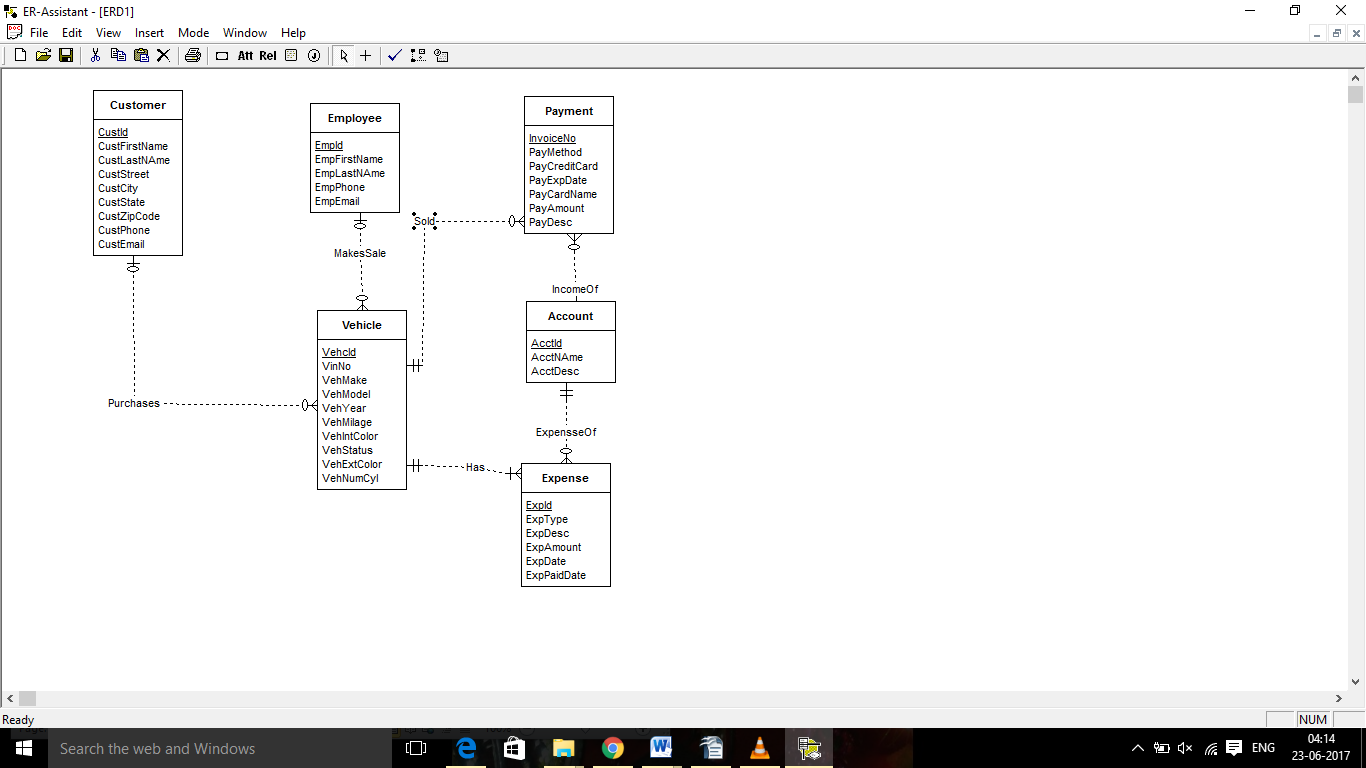 ER-Assistant - [ERD1]
File Edit View Insert Mode Window Help
Att Rel
Customer
CustId
CustFirstName
CustLastNAme
CustStreet
CustCity
CustState
CustZipCode
CustPhone
CustEmail
Employee
EmpId
EmpFirstName
EmpLastNAme
EmpPhone
EmpEmail
Payment
InvoiceNo
PayMethod
PayCreditCard
PayExpDate
PayCardName
PayAmount
PayDesc
Sold
MakesSale
IncomeOf
Vehicle
VehcId
VinNo
VehMake
VehModel
VehYear
VehMilage
VehIntColor
VehStatus
VehExtColor
VehNumCyl
Account
AcctId
AcctNAme
AcctDesc
Purchases
ExpensseOf
Has
Expense
ExpId
ExpType
ExpDesc
ExpAmount
ExpDate
ExpPaidDate
Ready
NUM
Search the web and Windows
ENG
04:14
23-06-2017